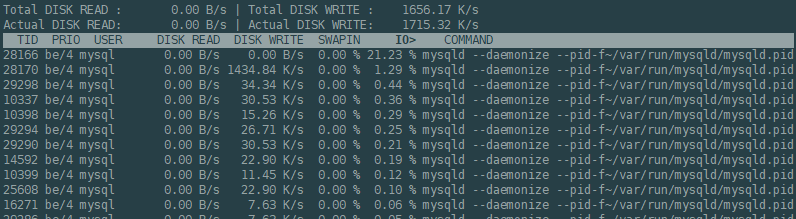 Total DISK READ :       0.00 B/s | Total DISK WRITE :    1656.17 K/s
Actual DISK READ:       0.00 B/s | Actual DISK WRITE:    1715.32 K/s
TID  PRIO  USER     DISK READ  DISK WRITE  SWAPIN     IO>    COMMAND
28166 be/4 mysql       0.00 B/s    0.00 B/s  0.00 % 21.23 % mysqld --daemonize --pid-f~/var/run/mysqld/mysqld.pid
28170 be/4 mysql       0.00 B/s 1434.84 K/s  0.00 %  1.29 % mysqld --daemonize --pid-f~/var/run/mysqld/mysqld.pid
29298 be/4 mysql       0.00 B/s   34.34 K/s  0.00 %  0.44 % mysqld --daemonize --pid-f~/var/run/mysqld/mysqld.pid
10337 be/4 mysql       0.00 B/s   30.53 K/s  0.00 %  0.36 % mysqld --daemonize --pid-f~/var/run/mysqld/mysqld.pid
10398 be/4 mysql       0.00 B/s   15.26 K/s  0.00 %  0.29 % mysqld --daemonize --pid-f~/var/run/mysqld/mysqld.pid
29294 be/4 mysql       0.00 B/s   26.71 K/s  0.00 %  0.25 % mysqld --daemonize --pid-f~/var/run/mysqld/mysqld.pid
29290 be/4 mysql       0.00 B/s   30.53 K/s  0.00 %  0.21 % mysqld --daemonize --pid-f~/var/run/mysqld/mysqld.pid
14592 be/4 mysql       0.00 B/s   22.90 K/s  0.00 %  0.19 % mysqld --daemonize --pid-f~/var/run/mysqld/mysqld.pid
10399 be/4 mysql       0.00 B/s   11.45 K/s  0.00 %  0.12 % mysqld --daemonize --pid-f~/var/run/mysqld/mysqld.pid
25608 be/4 mysql       0.00 B/s   22.90 K/s  0.00 %  0.10 % mysqld --daemonize --pid-f~/var/run/mysqld/mysqld.pid
16271 be/4 mysql       0.00 B/s    7.63 K/s  0.00 %  0.06 % mysqld --daemonize --pid-f~/var/run/mysqld/mysqld.pid